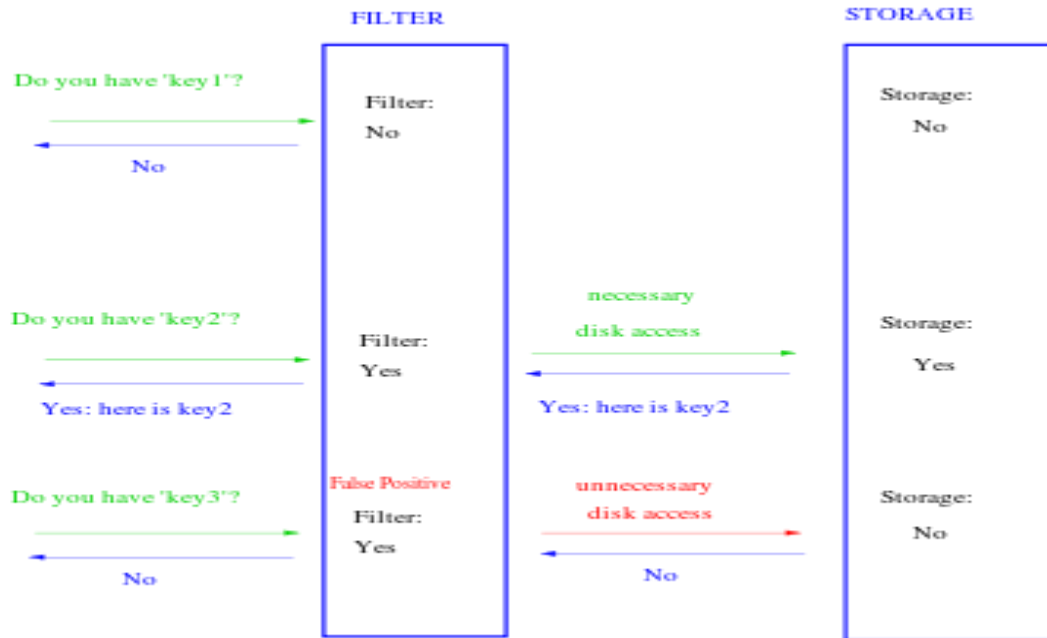 FILTER
STORAGE
Do you have 'key1'?
Filter:
No
Storage:
No
No
Do you have 'key2'?
Filter:
Yes
necessary
disk access
Storage:
Yes
Yes: here is key2
Yes: here is key2
Do you have 'key3'?
False Positive
Filter:
Yes
unnecessary
disk access
Storage:
No
No
No